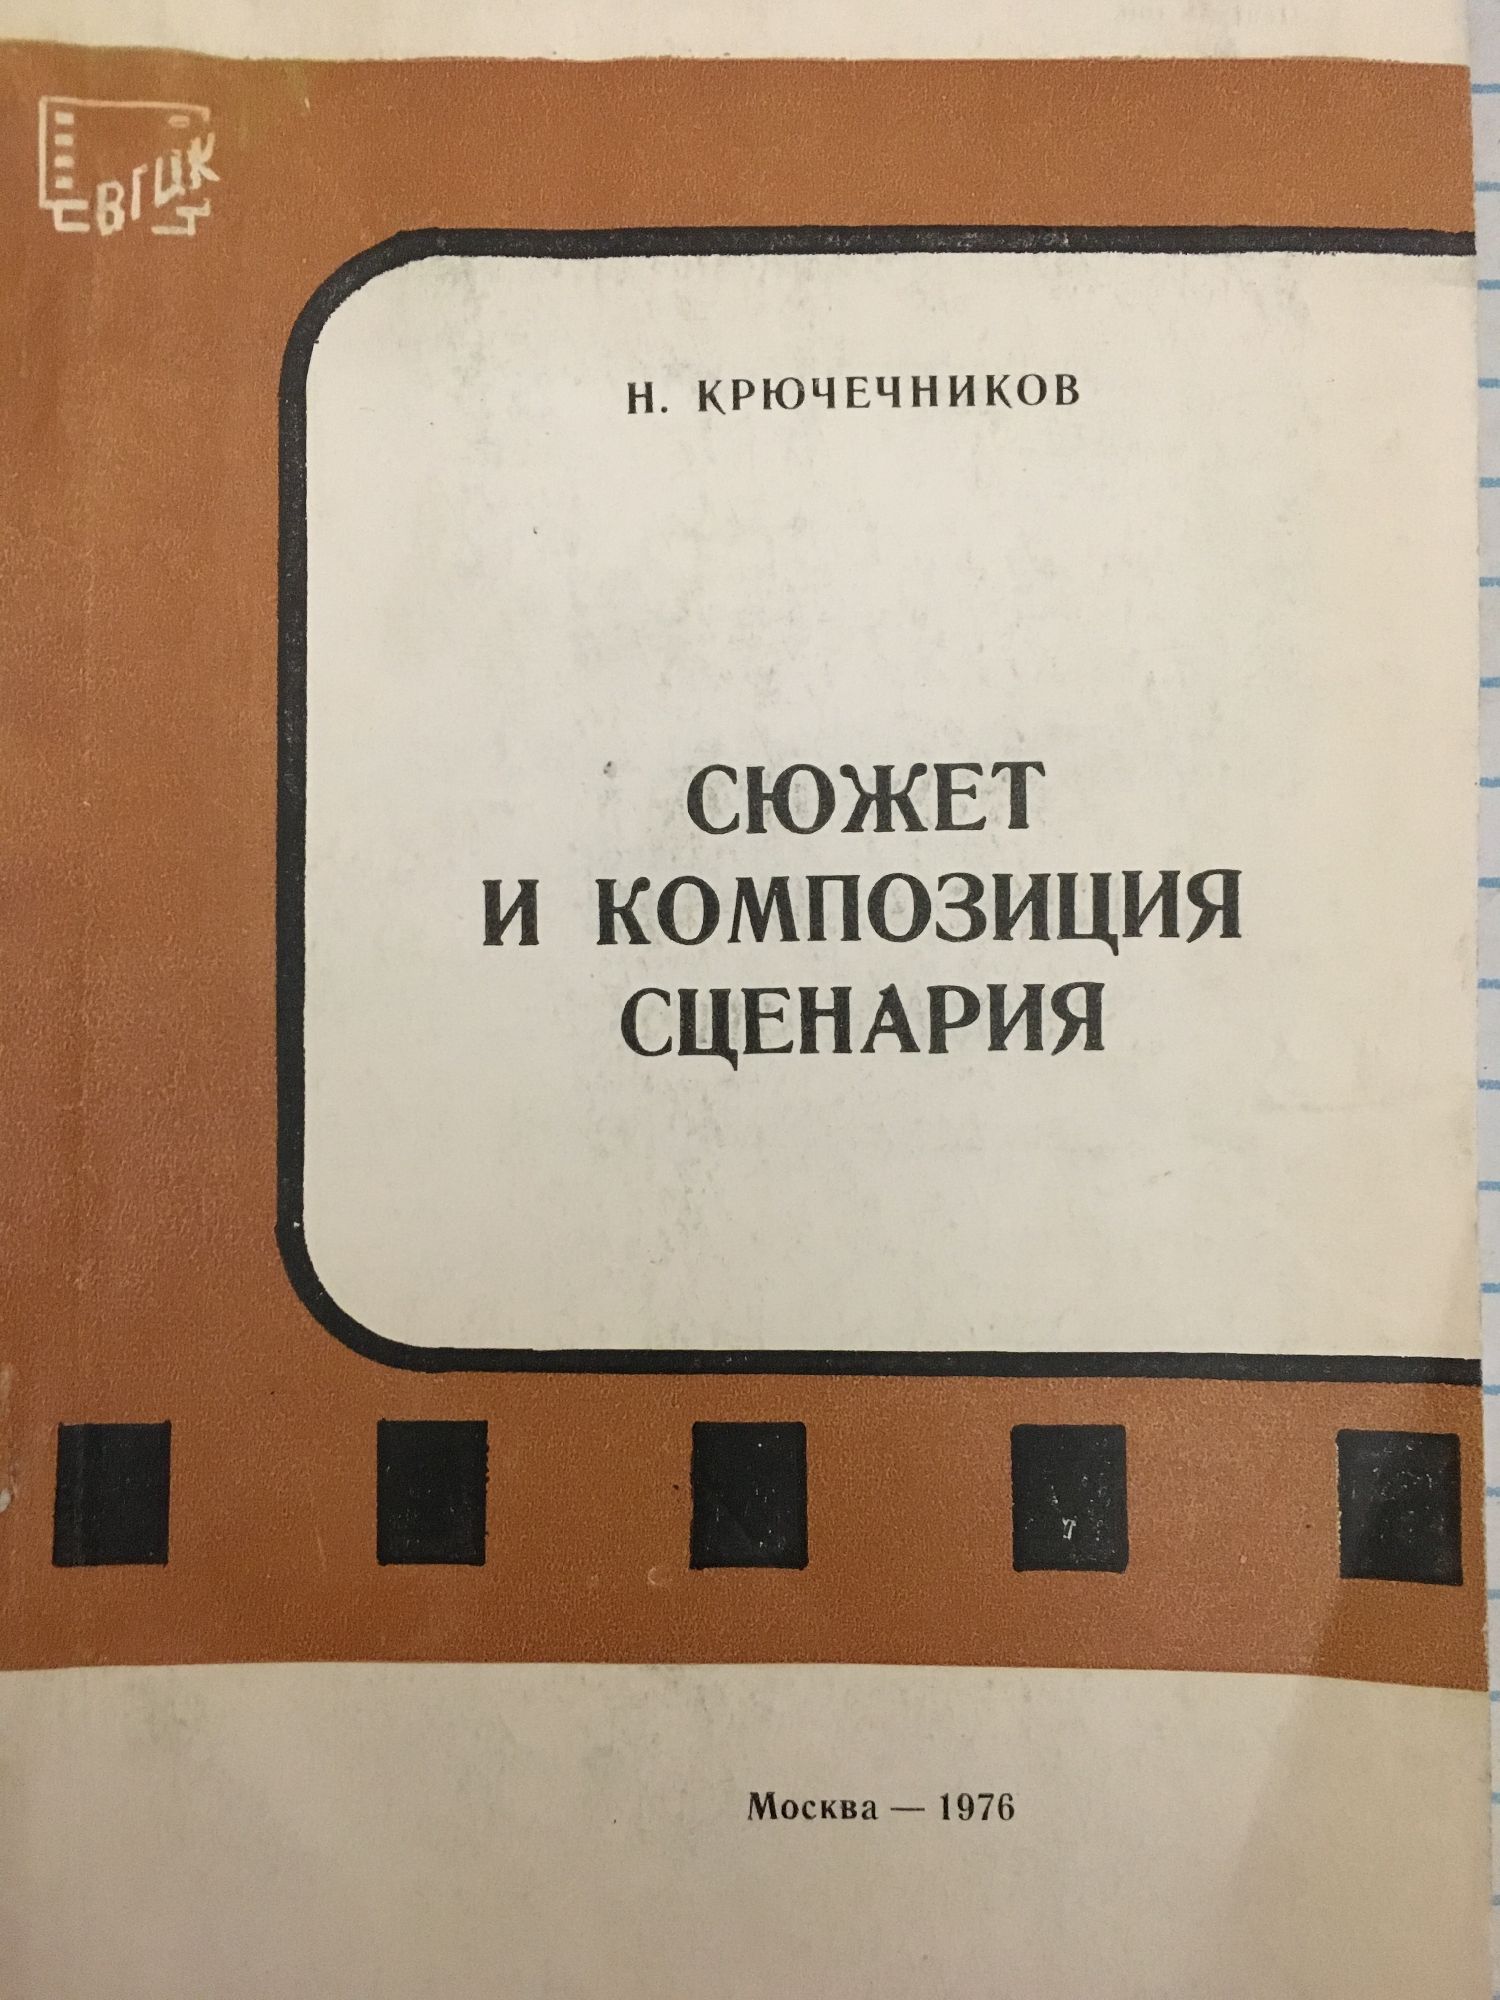 ВГИК
Н. КРЮЧЕЧНИКОВ
СЮЖЕТ
И КОМПОЗИЦИЯ
СЦЕНАРИЯ
Москва — 1976